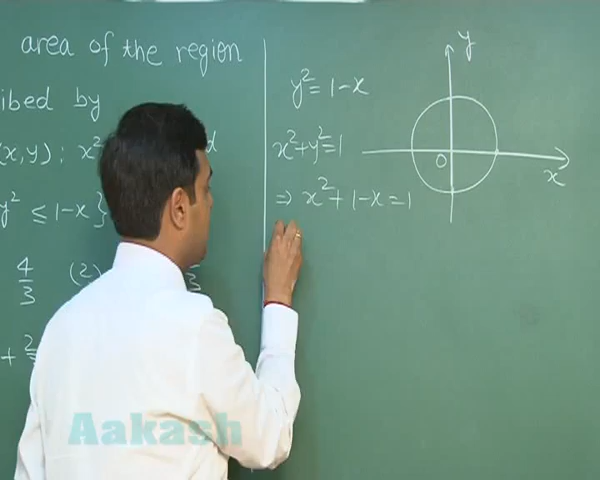 area of the region
ibed by
(x, y) : x²
y² ≤ 1-x}
4/3 (2)
+ 2
y² = 1-x
x²+y²=1
⇒ x²+1-x=1
y
O
x
Aakash